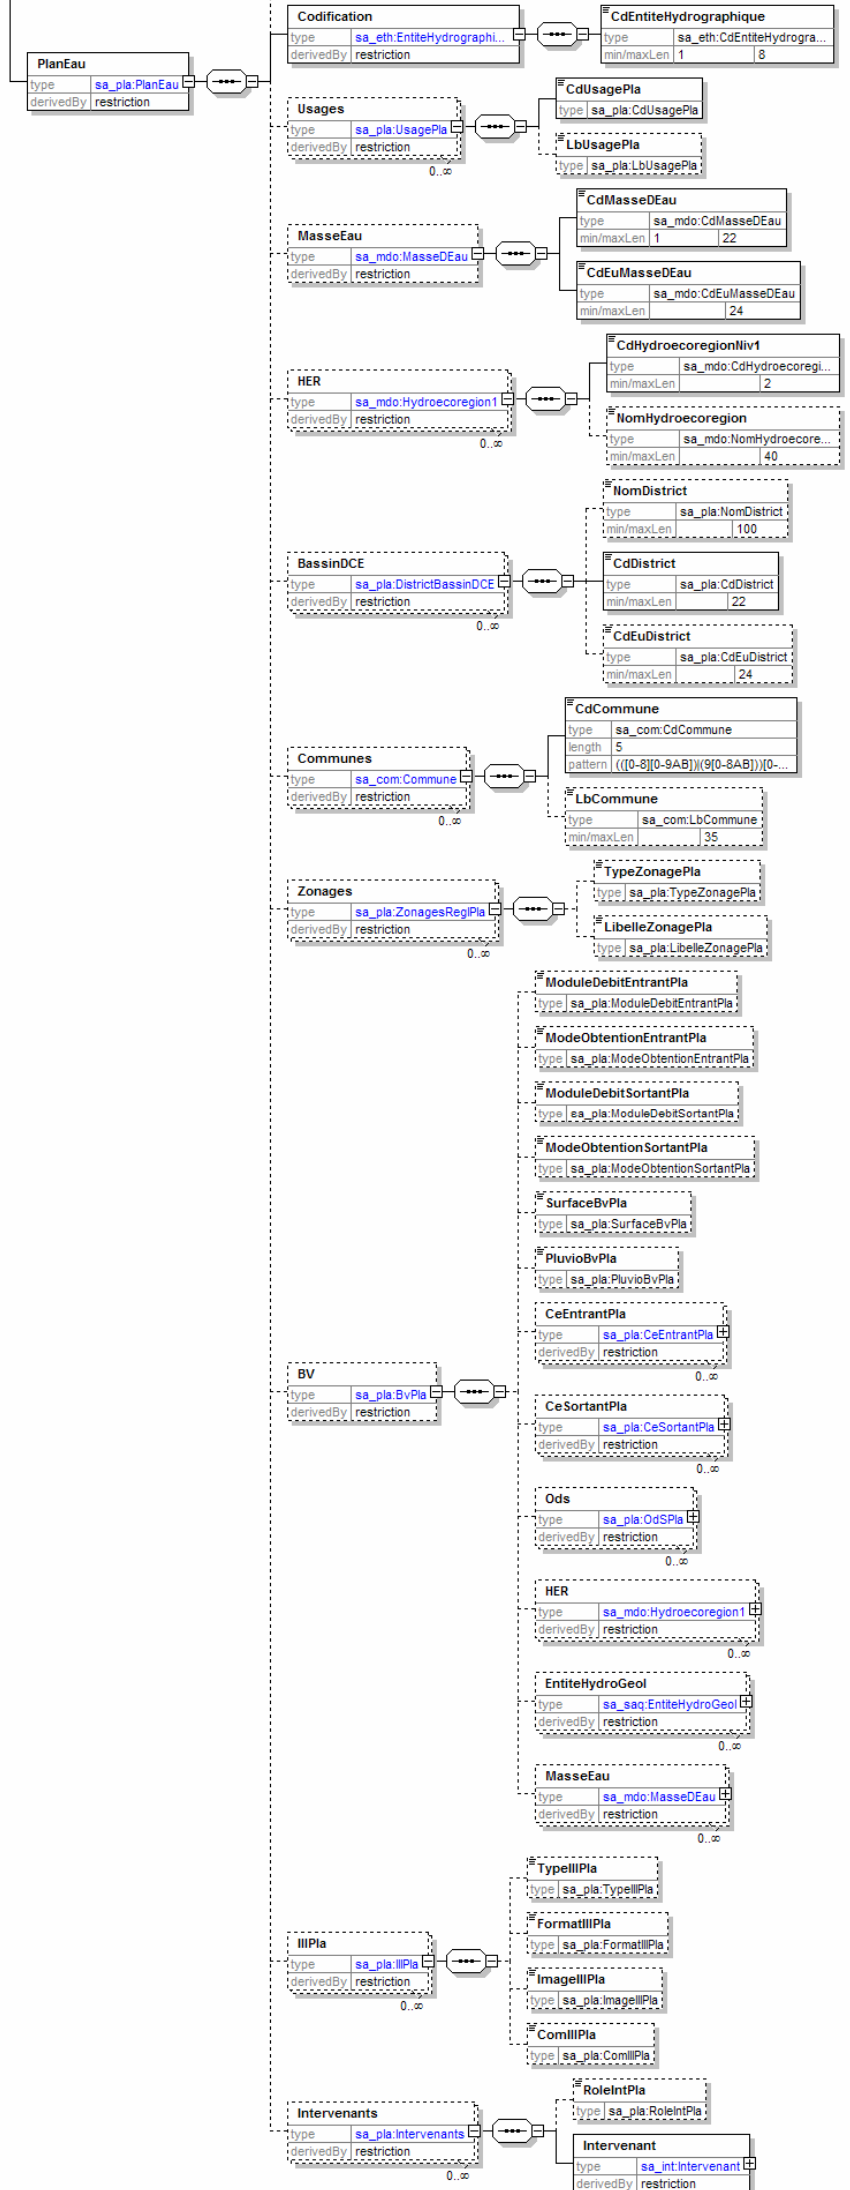 PlanEau
type sa_pla:PlanEau
derivedBy restriction
Codification
type sa_eth:EntiteHydrographi...
derivedBy restriction
CdEntiteHydrographique
type sa_eth:CdEntiteHydrogra...
min/maxLen 1 8
Usages
type sa_pla:UsagePla
derivedBy restriction
0..∞
CdUsagePla
type sa_pla:CdUsagePla
LbUsagePla
type sa_pla:LbUsagePla
MasseEau
type sa_mdo:MasseDEau
derivedBy restriction
CdMasseDEau
type sa_mdo:CdMasseDEau
min/maxLen 1 22
CdEuMasseDEau
type sa_mdo:CdEuMasseDEau
min/maxLen 24
HER
type sa_mdo:Hydroecoregion1
derivedBy restriction
0..∞
CdHydroecoregionNiv1
type sa_mdo:CdHydroecoregi...
min/maxLen 2
NomHydroecoregion
type sa_mdo:NomHydroecore...
min/maxLen 40
BassinDCE
type sa_pla:DistrictBassinDCE
derivedBy restriction
0..∞
NomDistrict
type sa_pla:NomDistrict
min/maxLen 100
CdDistrict
type sa_pla:CdDistrict
min/maxLen 22
CdEuDistrict
type sa_pla:CdEuDistrict
min/maxLen 24
Communes
type sa_com:Commune
derivedBy restriction
0..∞
CdCommune
type sa_com:CdCommune
length 5
pattern (([0-8][0-9AB])|(9[0-8AB]))[0-...
LbCommune
type sa_com:LbCommune
min/maxLen 35
Zonages
type sa_pla:ZonagesReglPla
derivedBy restriction
0..∞
TypeZonagePla
type sa_pla:TypeZonagePla
LibelleZonagePla
type sa_pla:LibelleZonagePla
BV
type sa_pla:BvPla
derivedBy restriction
ModuleDebitEntrantPla
type sa_pla:ModuleDebitEntrantPla
ModeObtentionEntrantPla
type sa_pla:ModeObtentionEntrantPla
ModuleDebitSortantPla
type sa_pla:ModuleDebitSortantPla
ModeObtentionSortantPla
type sa_pla:ModeObtentionSortantPla
SurfaceBvPla
type sa_pla:SurfaceBvPla
PluvioBvPla
type sa_pla:PluvioBvPla
CeEntrantPla
type sa_pla:CeEntrantPla
derivedBy restriction
0..∞
CeSortantPla
type sa_pla:CeSortantPla
derivedBy restriction
0..∞
Ods
type sa_pla:OdSPla
derivedBy restriction
0..∞
HER
type sa_mdo:Hydroecoregion1
derivedBy restriction
0..∞
EntiteHydroGeol
type sa_saq:EntiteHydroGeol
derivedBy restriction
0..∞
MasseEau
type sa_mdo:MasseDEau
derivedBy restriction
0..∞
IllPla
type sa_pla:IllPla
derivedBy restriction
0..∞
TypeIllPla
type sa_pla:TypeIllPla
FormatIllPla
type sa_pla:FormatIllPla
ImageIllPla
type sa_pla:ImageIllPla
ComIllPla
type sa_pla:ComIllPla
Intervenants
type sa_pla:Intervenants
derivedBy restriction
0..∞
RoleIntPla
type sa_pla:RoleIntPla
Intervenant
type sa_int:Intervenant
derivedBy restriction